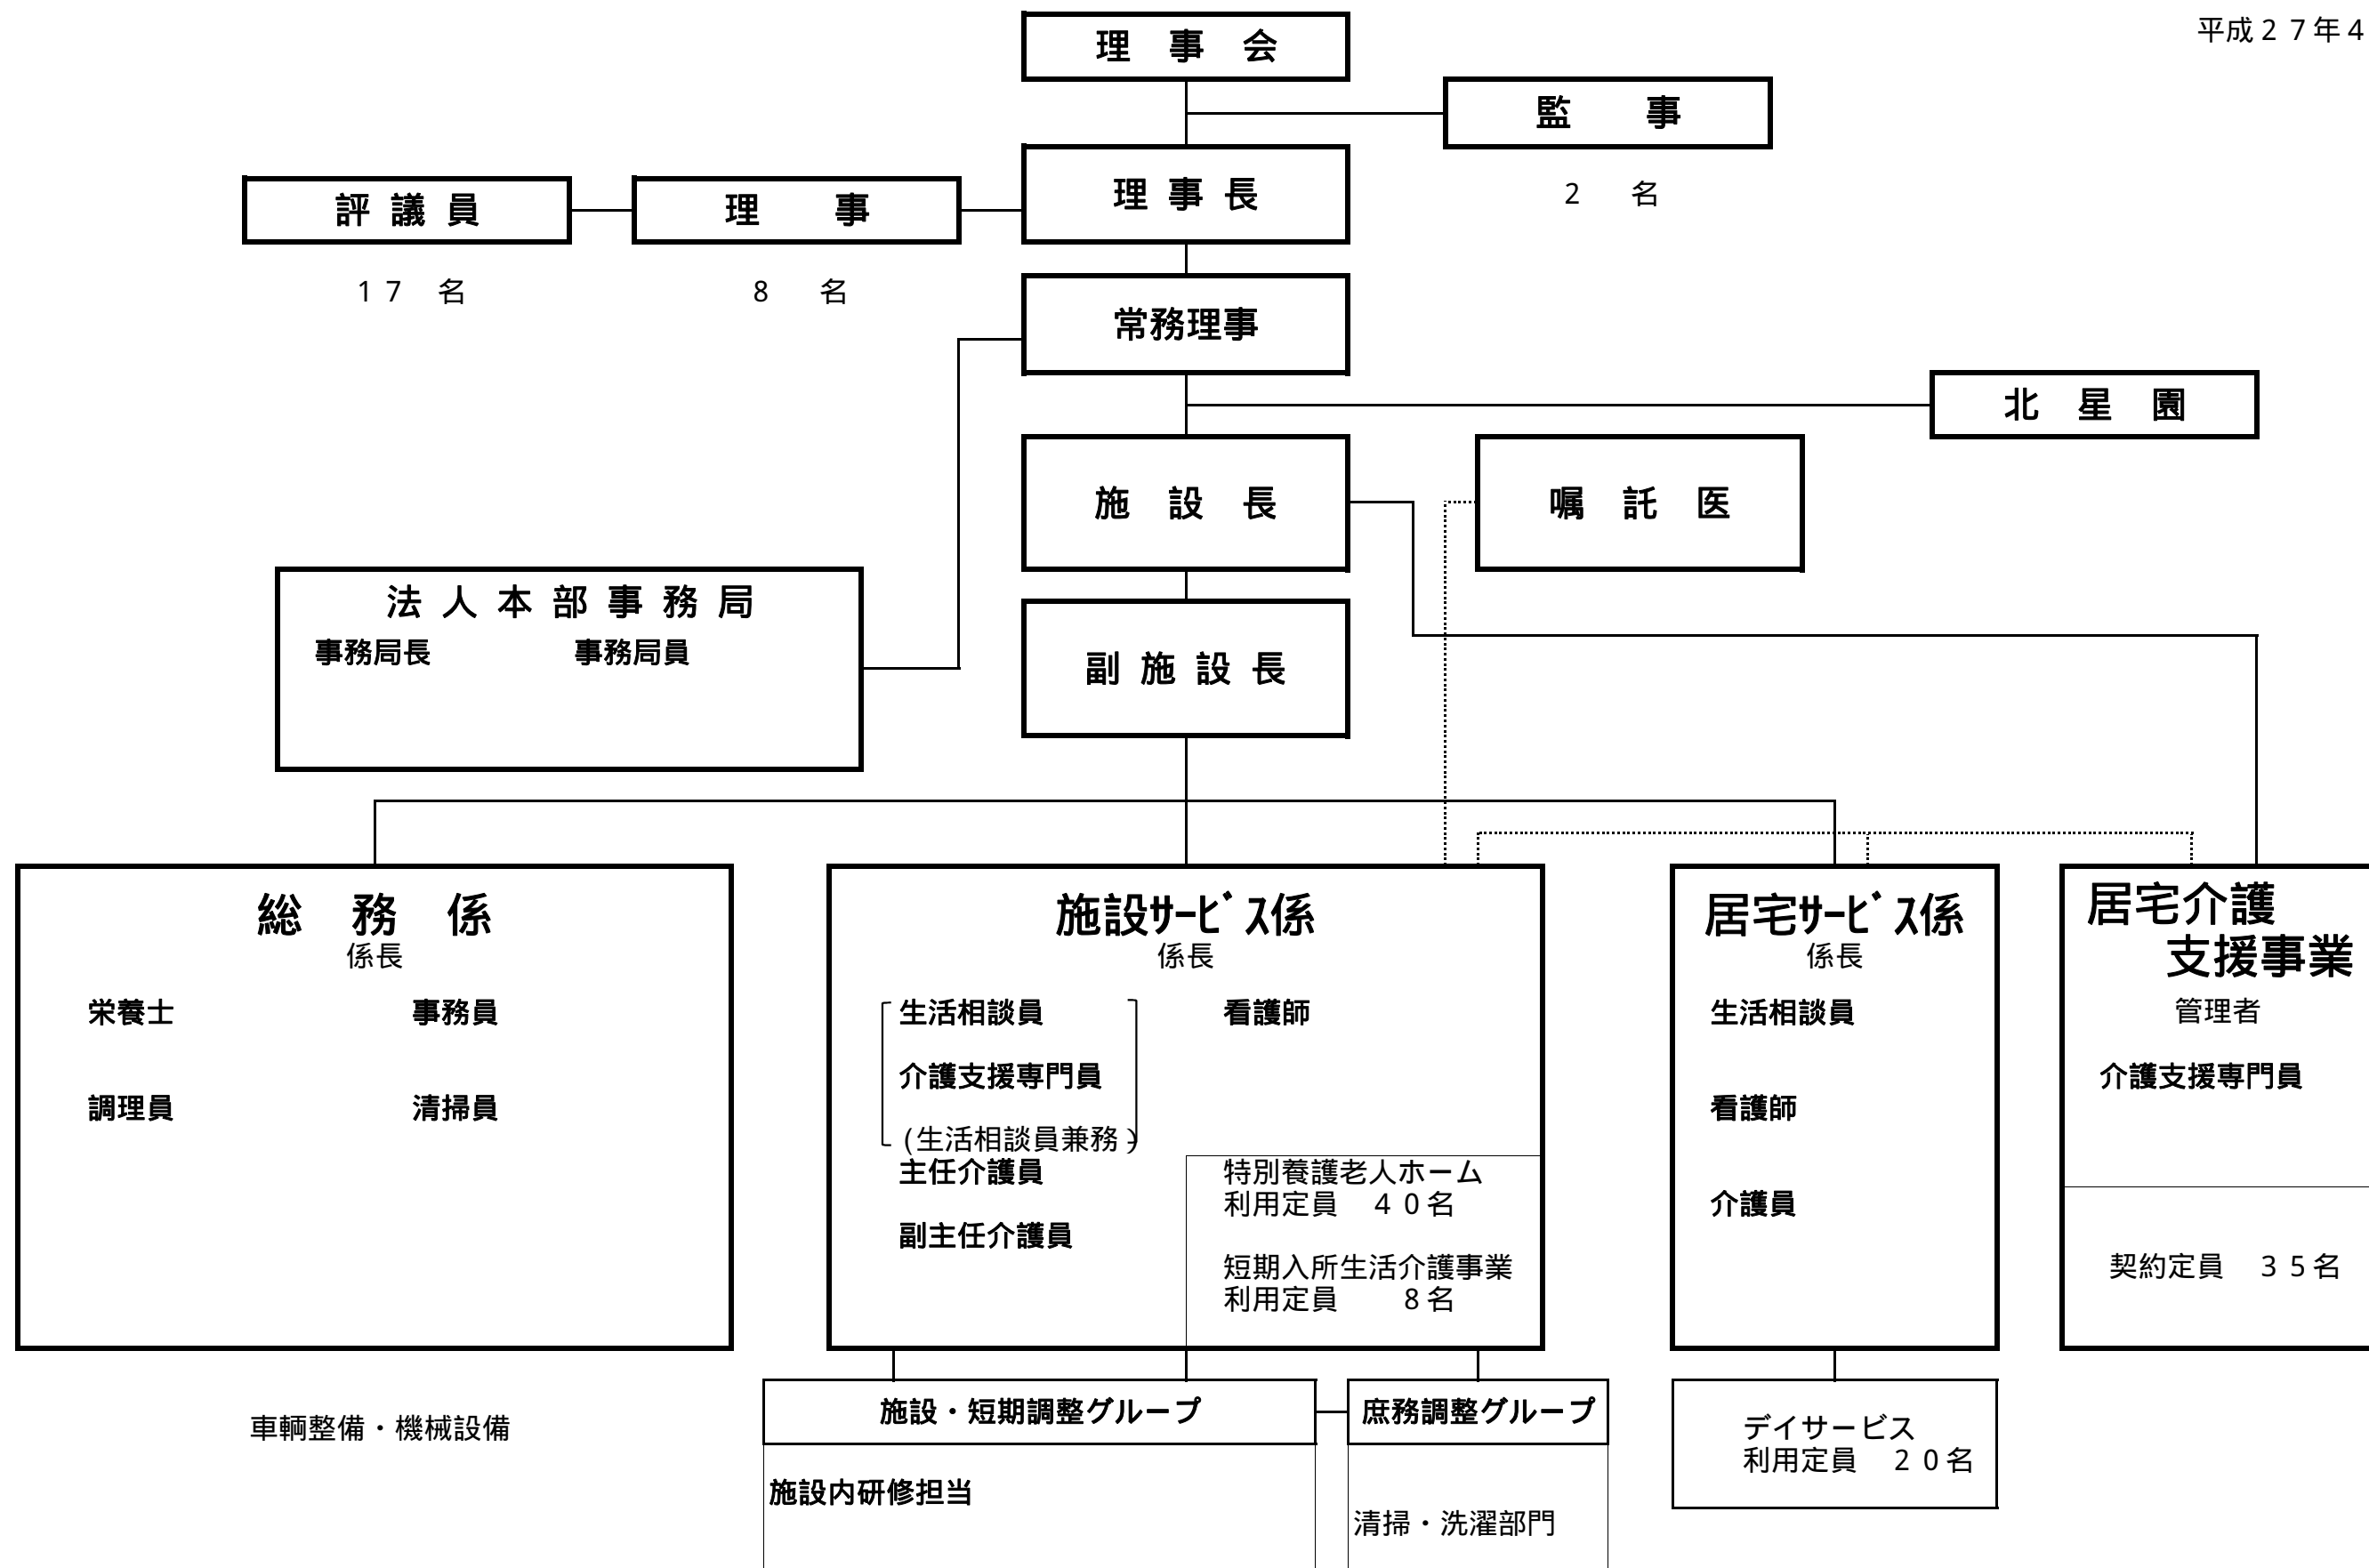 平成２７年４
理　事　会
監　　事
２　名
理 事 長
理　　事
８　名
評 議 員
１７　名
常務理事
北　星　園
施　設　長
嘱　託　医
法 人 本 部 事 務 局
事務局長　事務局員
副 施 設 長
総　務　係
係長
栄養士　事務員
調理員　清掃員
車輌整備・機械設備
施設ｻｰﾋﾞｽ係
係長
生活相談員　看護師
介護支援専門員
(生活相談員兼務)
主任介護員
副主任介護員
特別養護老人ホーム
利用定員　４０名
短期入所生活介護事業
利用定員　　８名
施設・短期調整グループ
施設内研修担当
庶務調整グループ
清掃・洗濯部門
居宅ｻｰﾋﾞｽ係
係長
生活相談員
看護師
介護員
デイサービス
利用定員　２０名
居宅介護
支援事業
管理者
介護支援専門員
契約定員　３５名